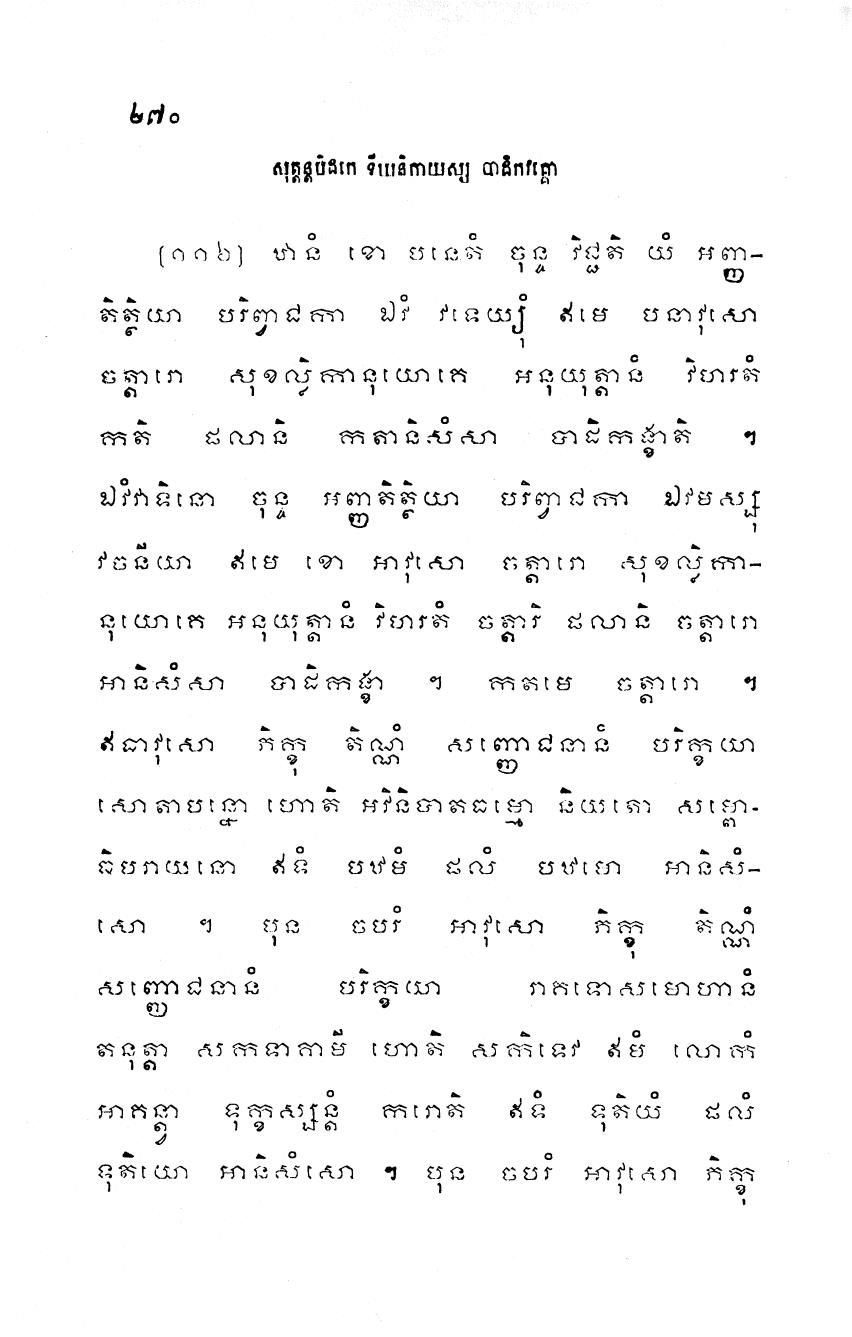 ២៧០
សុត្តន្តបិដកេ ទីឃនិកាយស្ស បាដិកវគ្គោ
[១១៦] ឋានំ ខោ បនេតំ ចុន្ទ វិជ្ជតិ យំ អញ្ញ-
តិត្ថិយា បរិព្វាជកា ឯវំ វទេយ្យុំ ឥមេ បនាវុសោ
ចត្តារោ សុខល្លិកានុយោគេ អនុយុត្តានំ វិហរតំ
កតិ ផលានិ កតានិសំសា បាដិកង្ខាតិ ។
ឯវំវាទិនោ ចុន្ទ អញ្ញតិត្ថិយា បរិព្វាជកា ឯវមស្សុ
វចនីយា ឥមេ ខោ អាវុសោ ចត្តារោ សុខល្លិកា-
នុយោគេ អនុយុត្តានំ វិហរតំ ចត្តារិ ផលានិ ចត្តារោ
អានិសំសា បាដិកង្ខា ។ កតមេ ចត្តារោ ។
ឥធាវុសោ ភិក្ខុ តិណ្ណំ សញ្ញោជនានំ បរិក្ខយា
សោតាបន្នោ ហោតិ អវិនិបាតធម្មោ និយតោ សម្ពោ-
ធិបរាយនោ ឥទំ បឋមំ ផលំ បឋមោ អានិសំ-
សោ ។ បុន ចបរំ អាវុសោ ភិក្ខុ តិណ្ណំ
សញ្ញោជនានំ បរិក្ខយា រាគទោសមោហានំ
តនុត្តា សកទាគាមី ហោតិ សកិទេវ ឥមំ លោកំ
អាគន្ត្វា ទុក្ខស្សន្តំ ករោតិ ឥទំ ទុតិយំ ផលំ
ទុតិយោ អានិសំសោ ។ បុន ចបរំ អាវុសោ ភិក្ខុ